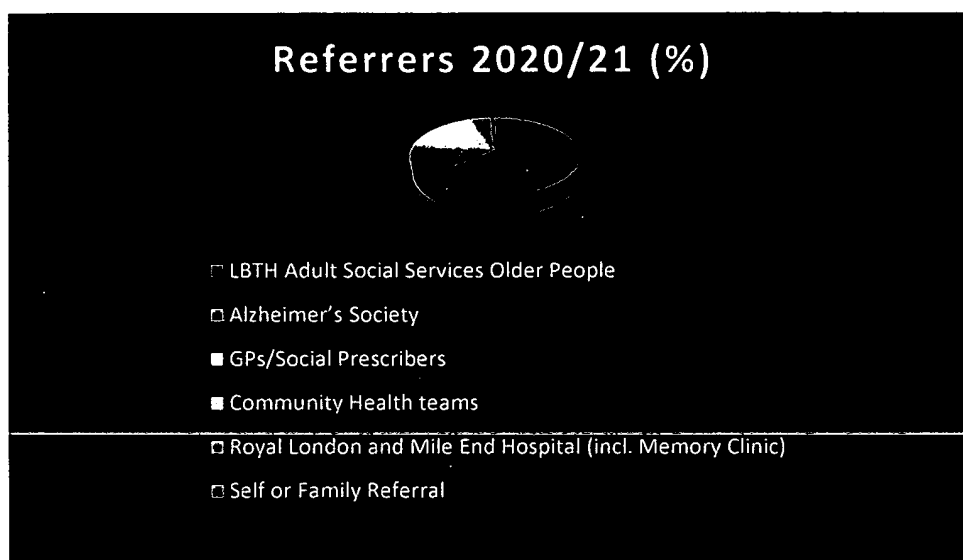 Referrers 2020/21 (%)
LBTH Adult Social Services Older People
Alzheimer's Society
GPs/Social Prescribers
Community Health teams
Royal London and Mile End Hospital (incl. Memory Clinic)
Self or Family Referral